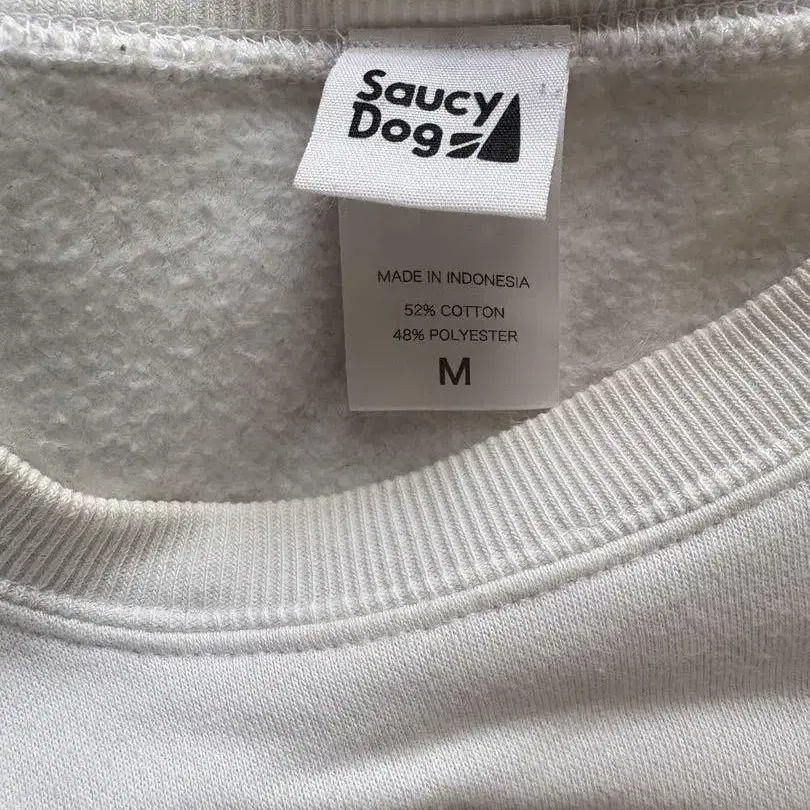 Saucy
Dog
MADE IN INDONESIA
52% COTTON
48% POLYESTER
M